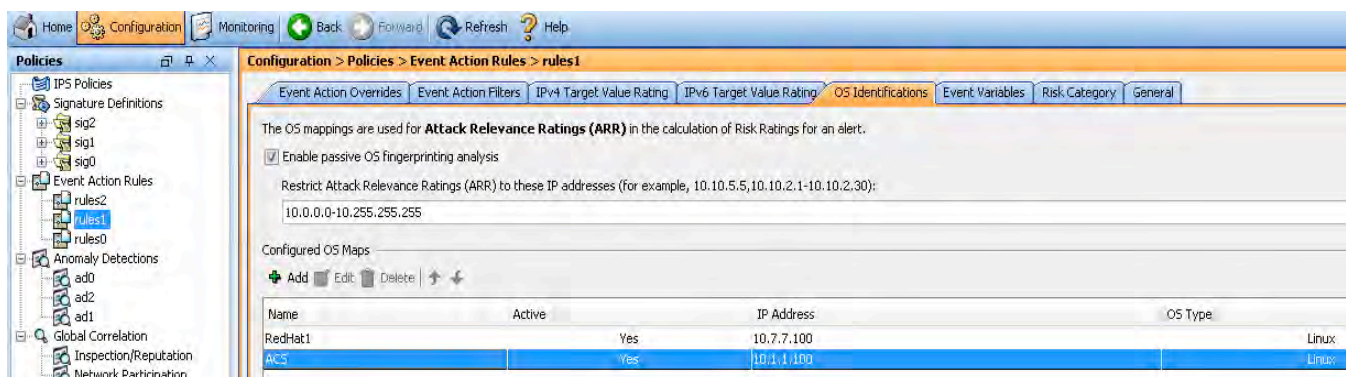 Home Configuration Monitoring Back Forward Refresh Help
Policies
IPS Policies
Signature Definitions
sig2
sig1
sig0
Event Action Rules
rules2
rules1
rules0
Anomaly Detections
ad0
ad2
ad1
Global Correlation
Inspection/Reputation
Network Participation
Configuration > Policies > Event Action Rules > rules1
Event Action Overrides Event Action Filters IPv4 Target Value Rating IPv6 Target Value Rating OS Identifications Event Variables Risk Category General
The OS mappings are used for Attack Relevance Ratings (ARR) in the calculation of Risk Ratings for an alert.
Enable passive OS fingerprinting analysis
Restrict Attack Relevance Ratings (ARR) to these IP addresses (for example, 10.10.5.5,10.10.2.1-10.10.2.30):
10.0.0.0-10.255.255.255
Configured OS Maps
Add Edit Delete
Name Active IP Address OS Type
RedHat1 Yes 10.7.7.100 Linux
ACS Yes 10.1.1.100 Linux